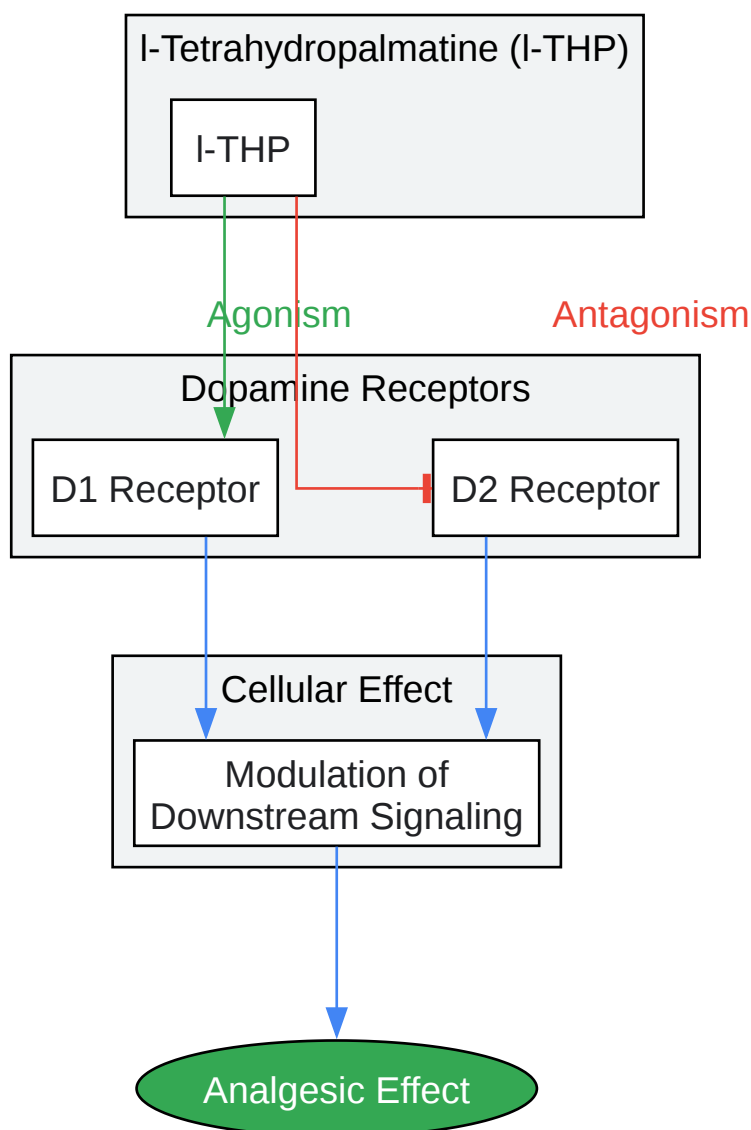 l-Tetrahydropalmatine (l-THP)
l-THP
Agonism
Antagonism
Dopamine Receptors
D1 Receptor
D2 Receptor
Cellular Effect
Modulation of
Downstream Signaling
Analgesic Effect